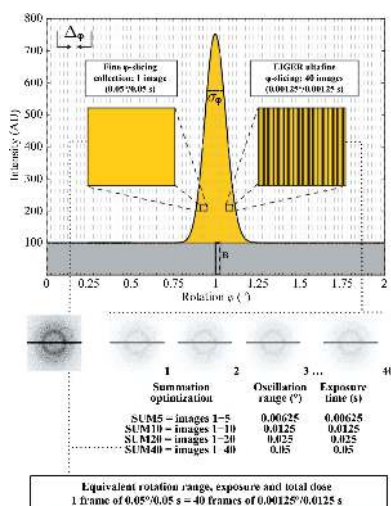 Δφ
Fine φ-slicing
collection: 1 image
(0.05°/0.05 s)
EIGER ultrafine
φ-slicing: 40 images
(0.00125°/0.00125 s)
σφ
B
Intensity (AU)
800
700
600
500
400
300
200
100
0
0 0.25 0.5 0.75 1 1.25 1.5 1.75 2
Rotation φ (°)
1 2 3 ... 40
Summation optimization Oscillation range (°) Exposure time (s)
SUM5 = images 1–5 0.00625 0.00625
SUM10 = images 1–10 0.0125 0.0125
SUM20 = images 1–20 0.025 0.025
SUM40 = images 1–40 0.05 0.05
Equivalent rotation range, exposure and total dose
1 frame of 0.05°/0.05 s = 40 frames of 0.00125°/0.0125 s